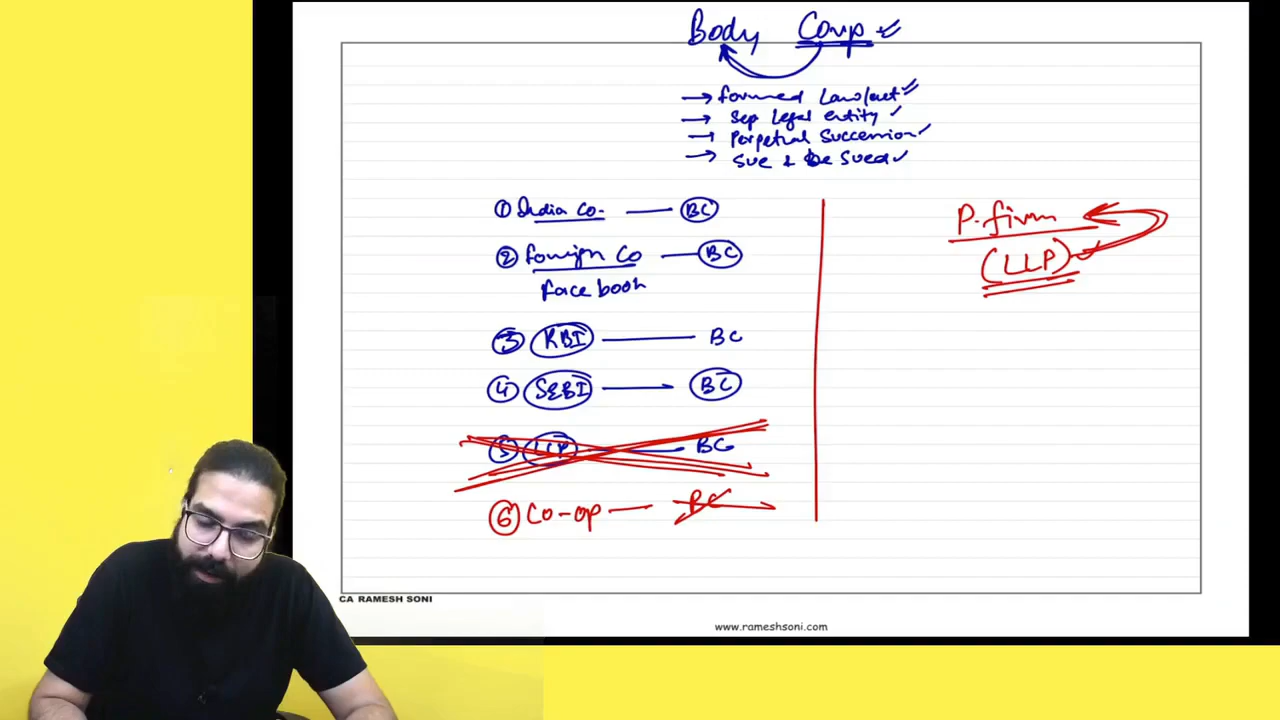 Body Corp
→ formed Law/act
→ Sep legal entity
→ Perpetual Succession
→ Sue & be Sued
① India Co. — BC
② Foreign Co — BC
Facebook
③ RBI — BC
④ SEBI → BC
⑤ LLP — BC
⑥ Co-op — BC
P. firm
(LLP)
CA RAMESH SONI
www.rameshsoni.com